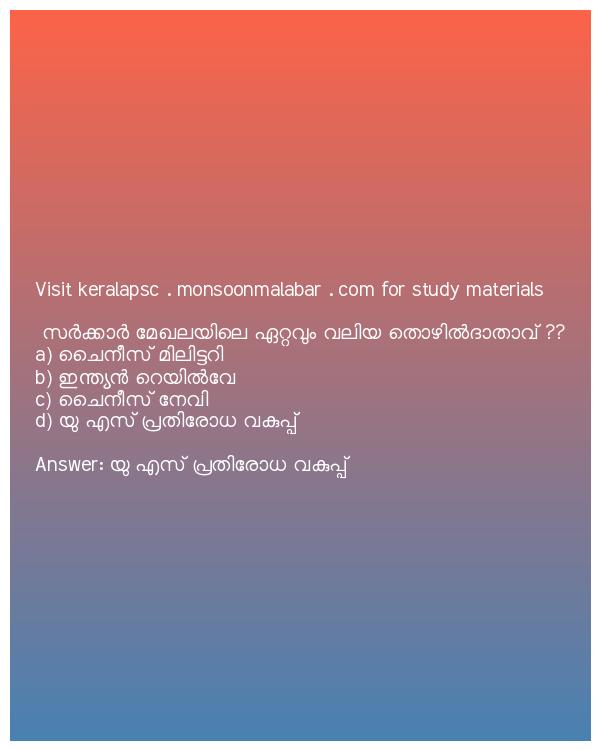 Visit keralapsc . monsoonmalabar . com for study materials
സർക്കാർ മേഖലയിലെ ഏറ്റവും വലിയ തൊഴിൽദാതാവ് ??
a) ചൈനീസ് മിലിട്ടറി
b) ഇന്ത്യൻ റെയിൽവേ
c) ചൈനീസ് നേവി
d) യു എസ് പ്രതിരോധ വകുപ്പ്
Answer: യു എസ് പ്രതിരോധ വകുപ്പ്